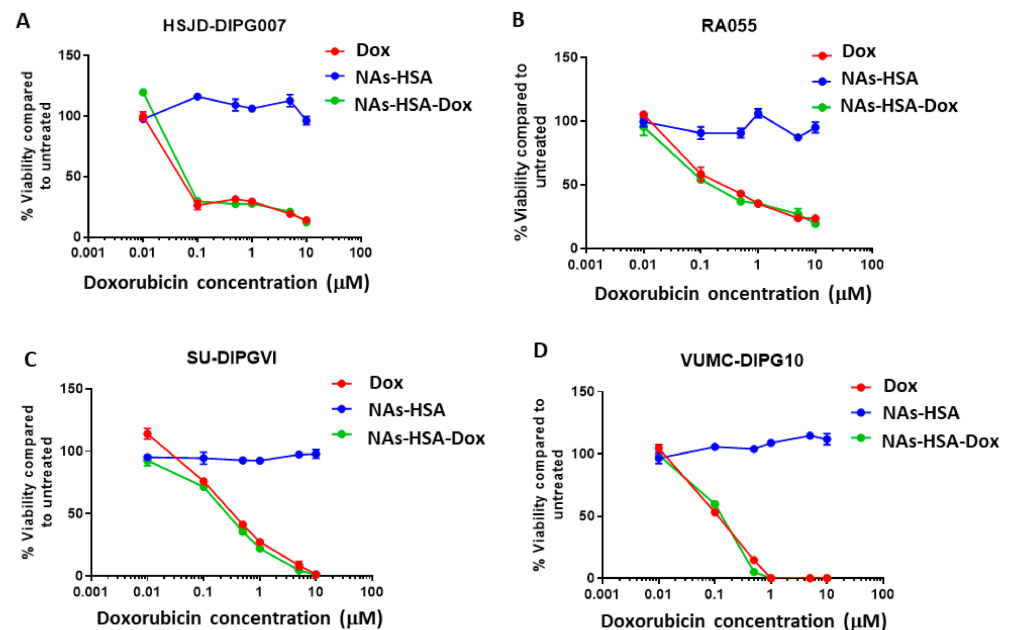 A
HSJD-DIPG007
% Viability compared
to untreated
150
100
50
0
0.001 0.01 0.1 1 10 100
Doxorubicin concentration (µM)
Dox
NAs-HSA
NAs-HSA-Dox
B
RA055
% Viability compared to
untreated
150
100
50
0
0.001 0.01 0.1 1 10 100
Doxorubicin oncentration (µM)
Dox
NAs-HSA
NAs-HSA-Dox
C
SU-DIPGVI
% Viability compared
to untreated
150
100
50
0
0.001 0.01 0.1 1 10 100
Doxorubicin concentration (µM)
Dox
NAs-HSA
NAs-HSA-Dox
D
VUMC-DIPG10
% Viability compared to
untreated
150
100
50
0
0.001 0.01 0.1 1 10 100
Doxorubicin concentration (µM)
Dox
NAs-HSA
NAs-HSA-Dox